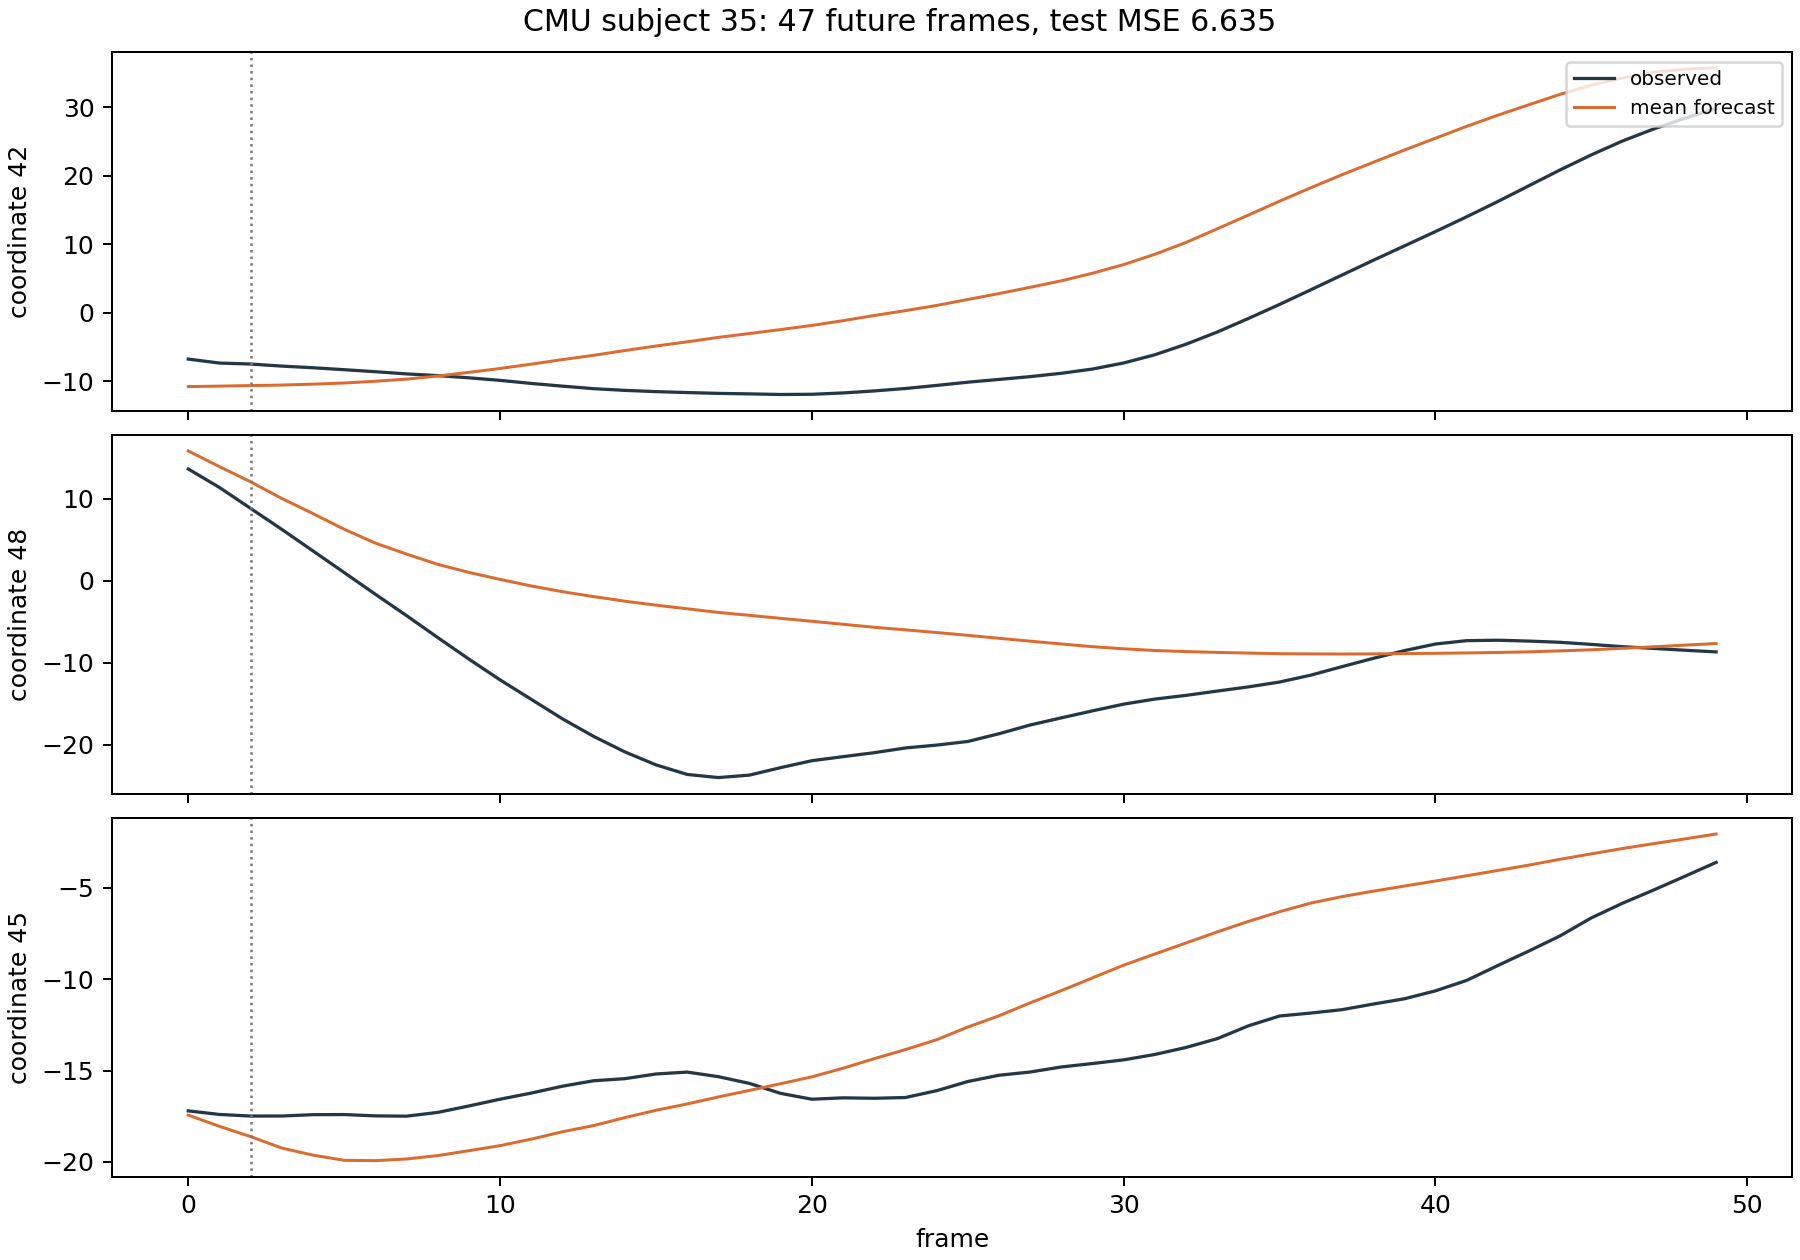 CMU subject 35: 47 future frames, test MSE 6.635
observed
mean forecast
coordinate 42
30
20
10
0
−10
coordinate 48
10
0
−10
−20
coordinate 45
−5
−10
−15
−20
0 10 20 30 40 50
frame